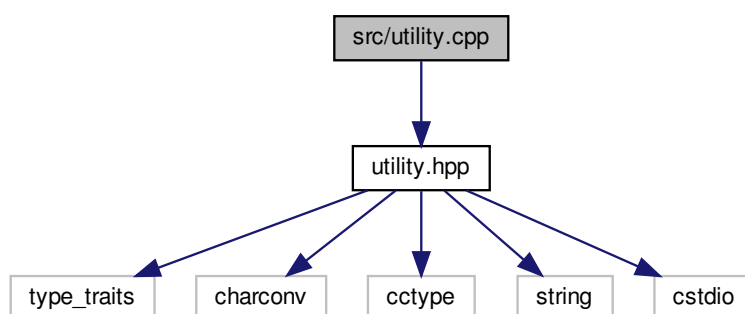 src/utility.cpp
utility.hpp
type_traits
charconv
cctype
string
cstdio